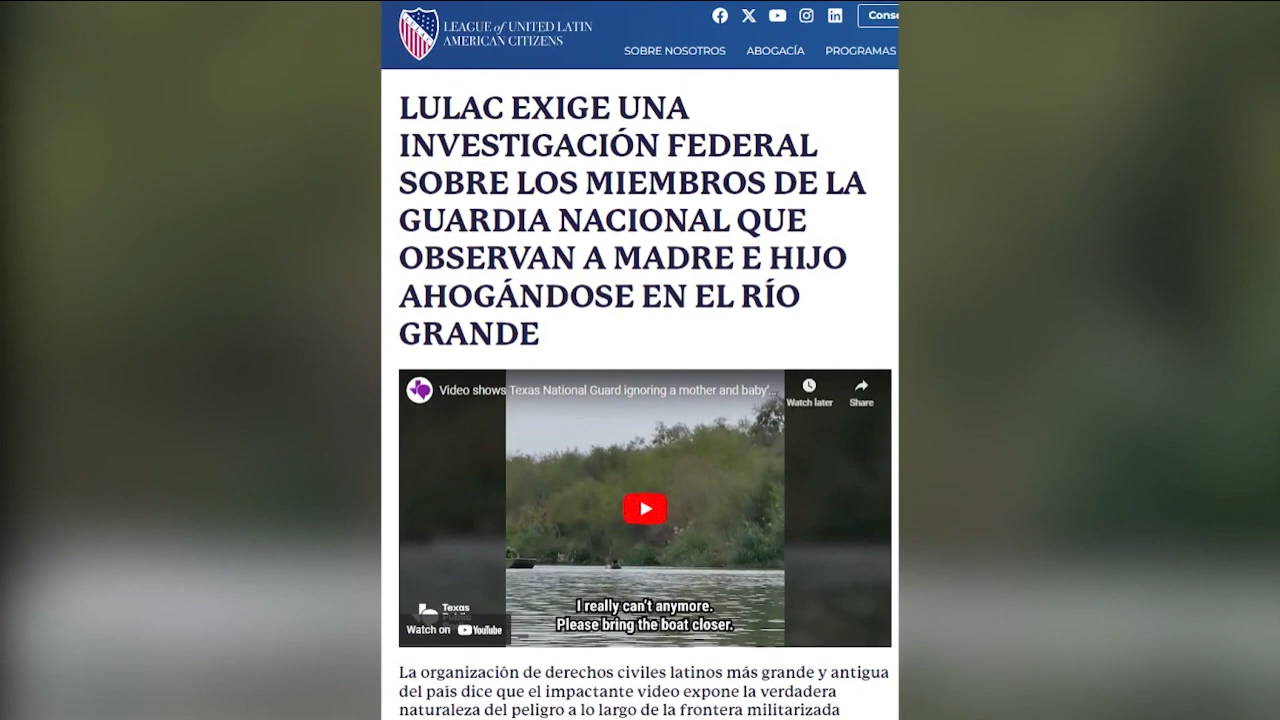 LEAGUE of UNITED LATIN
AMERICAN CITIZENS
Conse
SOBRE NOSOTROS ABOGACÍA PROGRAMAS
LULAC EXIGE UNA
INVESTIGACIÓN FEDERAL
SOBRE LOS MIEMBROS DE LA
GUARDIA NACIONAL QUE
OBSERVAN A MADRE E HIJO
AHOGÁNDOSE EN EL RÍO
GRANDE
Video shows Texas National Guard ignoring a mother and baby'...
Watch later Share
I really can't anymore.
Please bring the boat closer.
Texas
Public
Watch on YouTube
La organización de derechos civiles latinos más grande y antigua
del país dice que el impactante video expone la verdadera
naturaleza del peligro a lo largo de la frontera militarizada